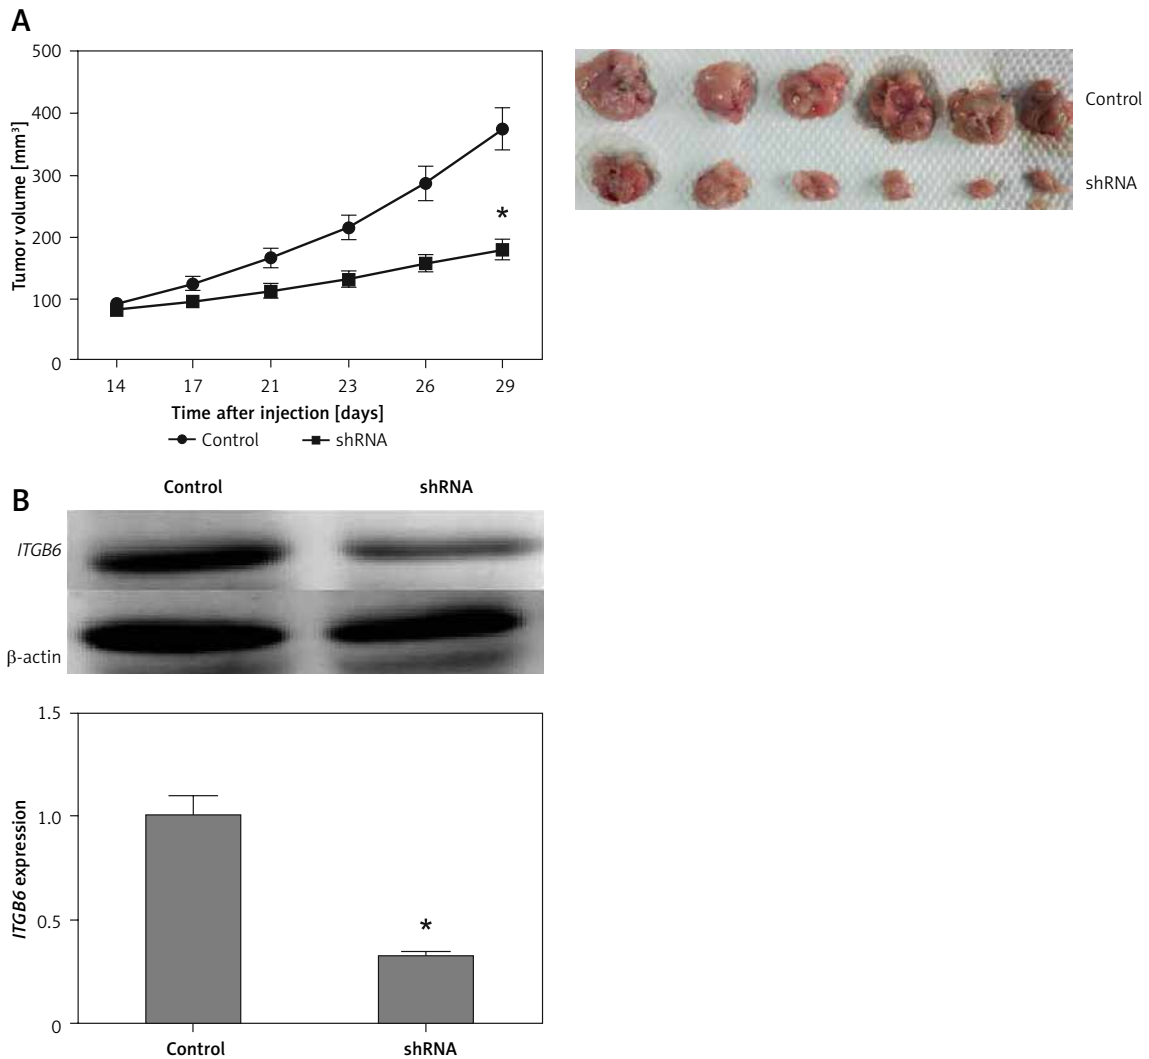 A
500
400
300
200
100
0
Tumor volume [mm³]
*
14 17 21 23 26 29
Time after injection [days]
Control shRNA
Control
shRNA
B
Control shRNA
ITGB6
β-actin
1.5
1.0
0.5
0
ITGB6 expression
*
Control shRNA